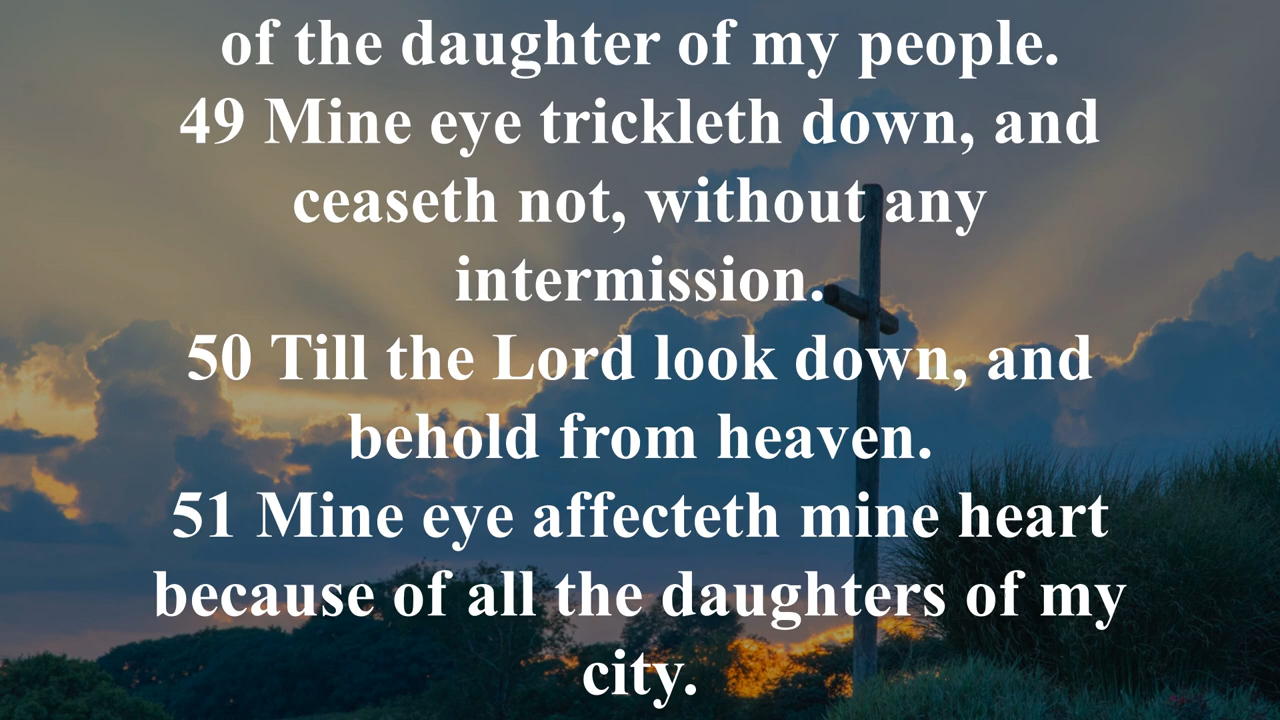 of the daughter of my people.
49 Mine eye trickleth down, and
ceaseth not, without any
intermission.
50 Till the Lord look down, and
behold from heaven.
51 Mine eye affecteth mine heart
because of all the daughters of my
city.